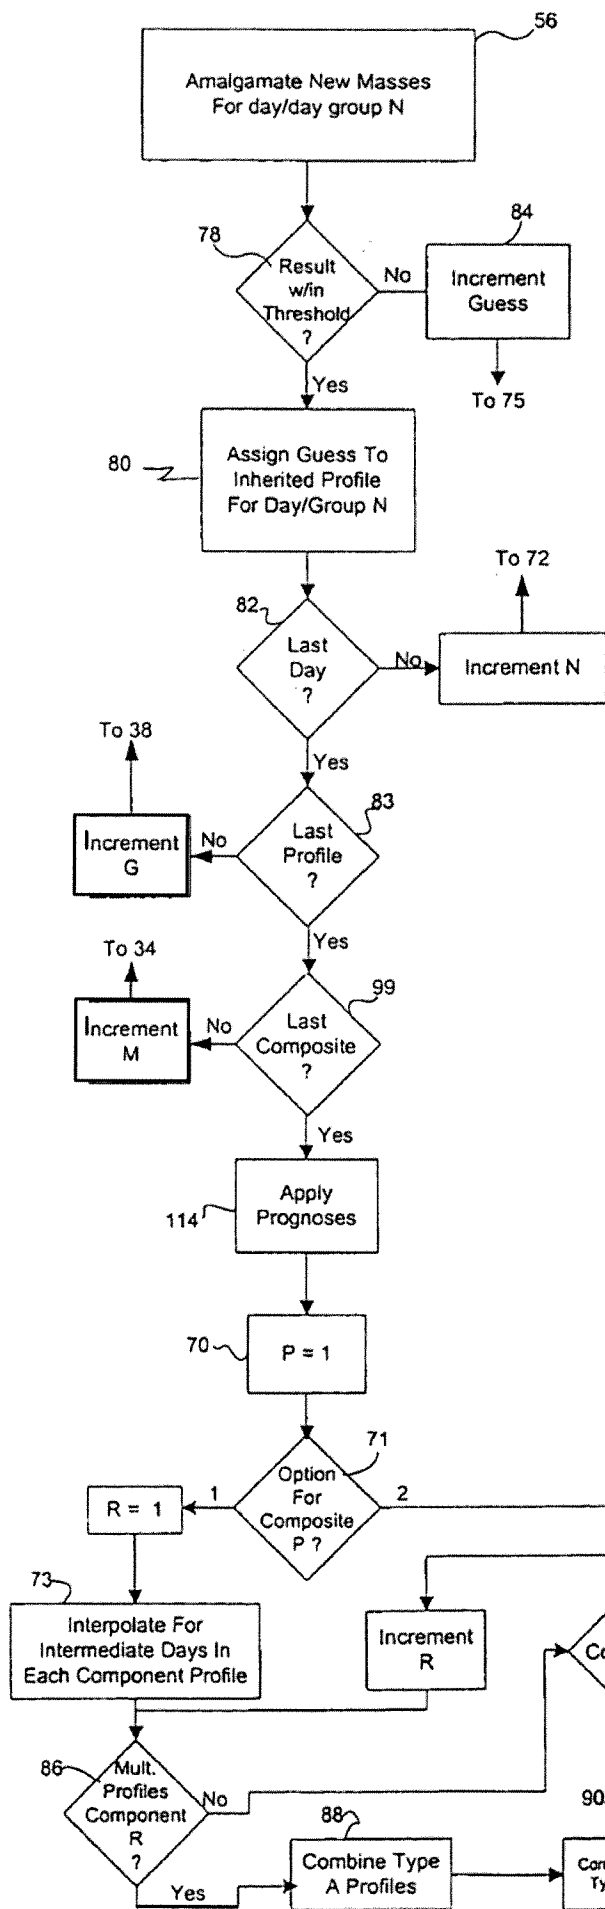 56
Amalgamate New Masses
For day/day group N
78
Result
w/in
Threshold
?
No
84
Increment
Guess
To 75
Yes
80
Assign Guess To
Inherited Profile
For Day/Group N
To 72
82
Last
Day
?
No
Increment N
Yes
To 38
83
Increment
G
No
Last
Profile
?
Yes
To 34
99
Increment
M
No
Last
Composite
?
Yes
114
Apply
Prognoses
70
P = 1
71
Option
For
Composite
P ?
1
2
R = 1
73
Interpolate For
Intermediate Days In
Each Component Profile
Increment
R
Co
86
Mult.
Profiles
Component
R
?
No
Yes
88
Combine Type
A Profiles
90
Com
Ty